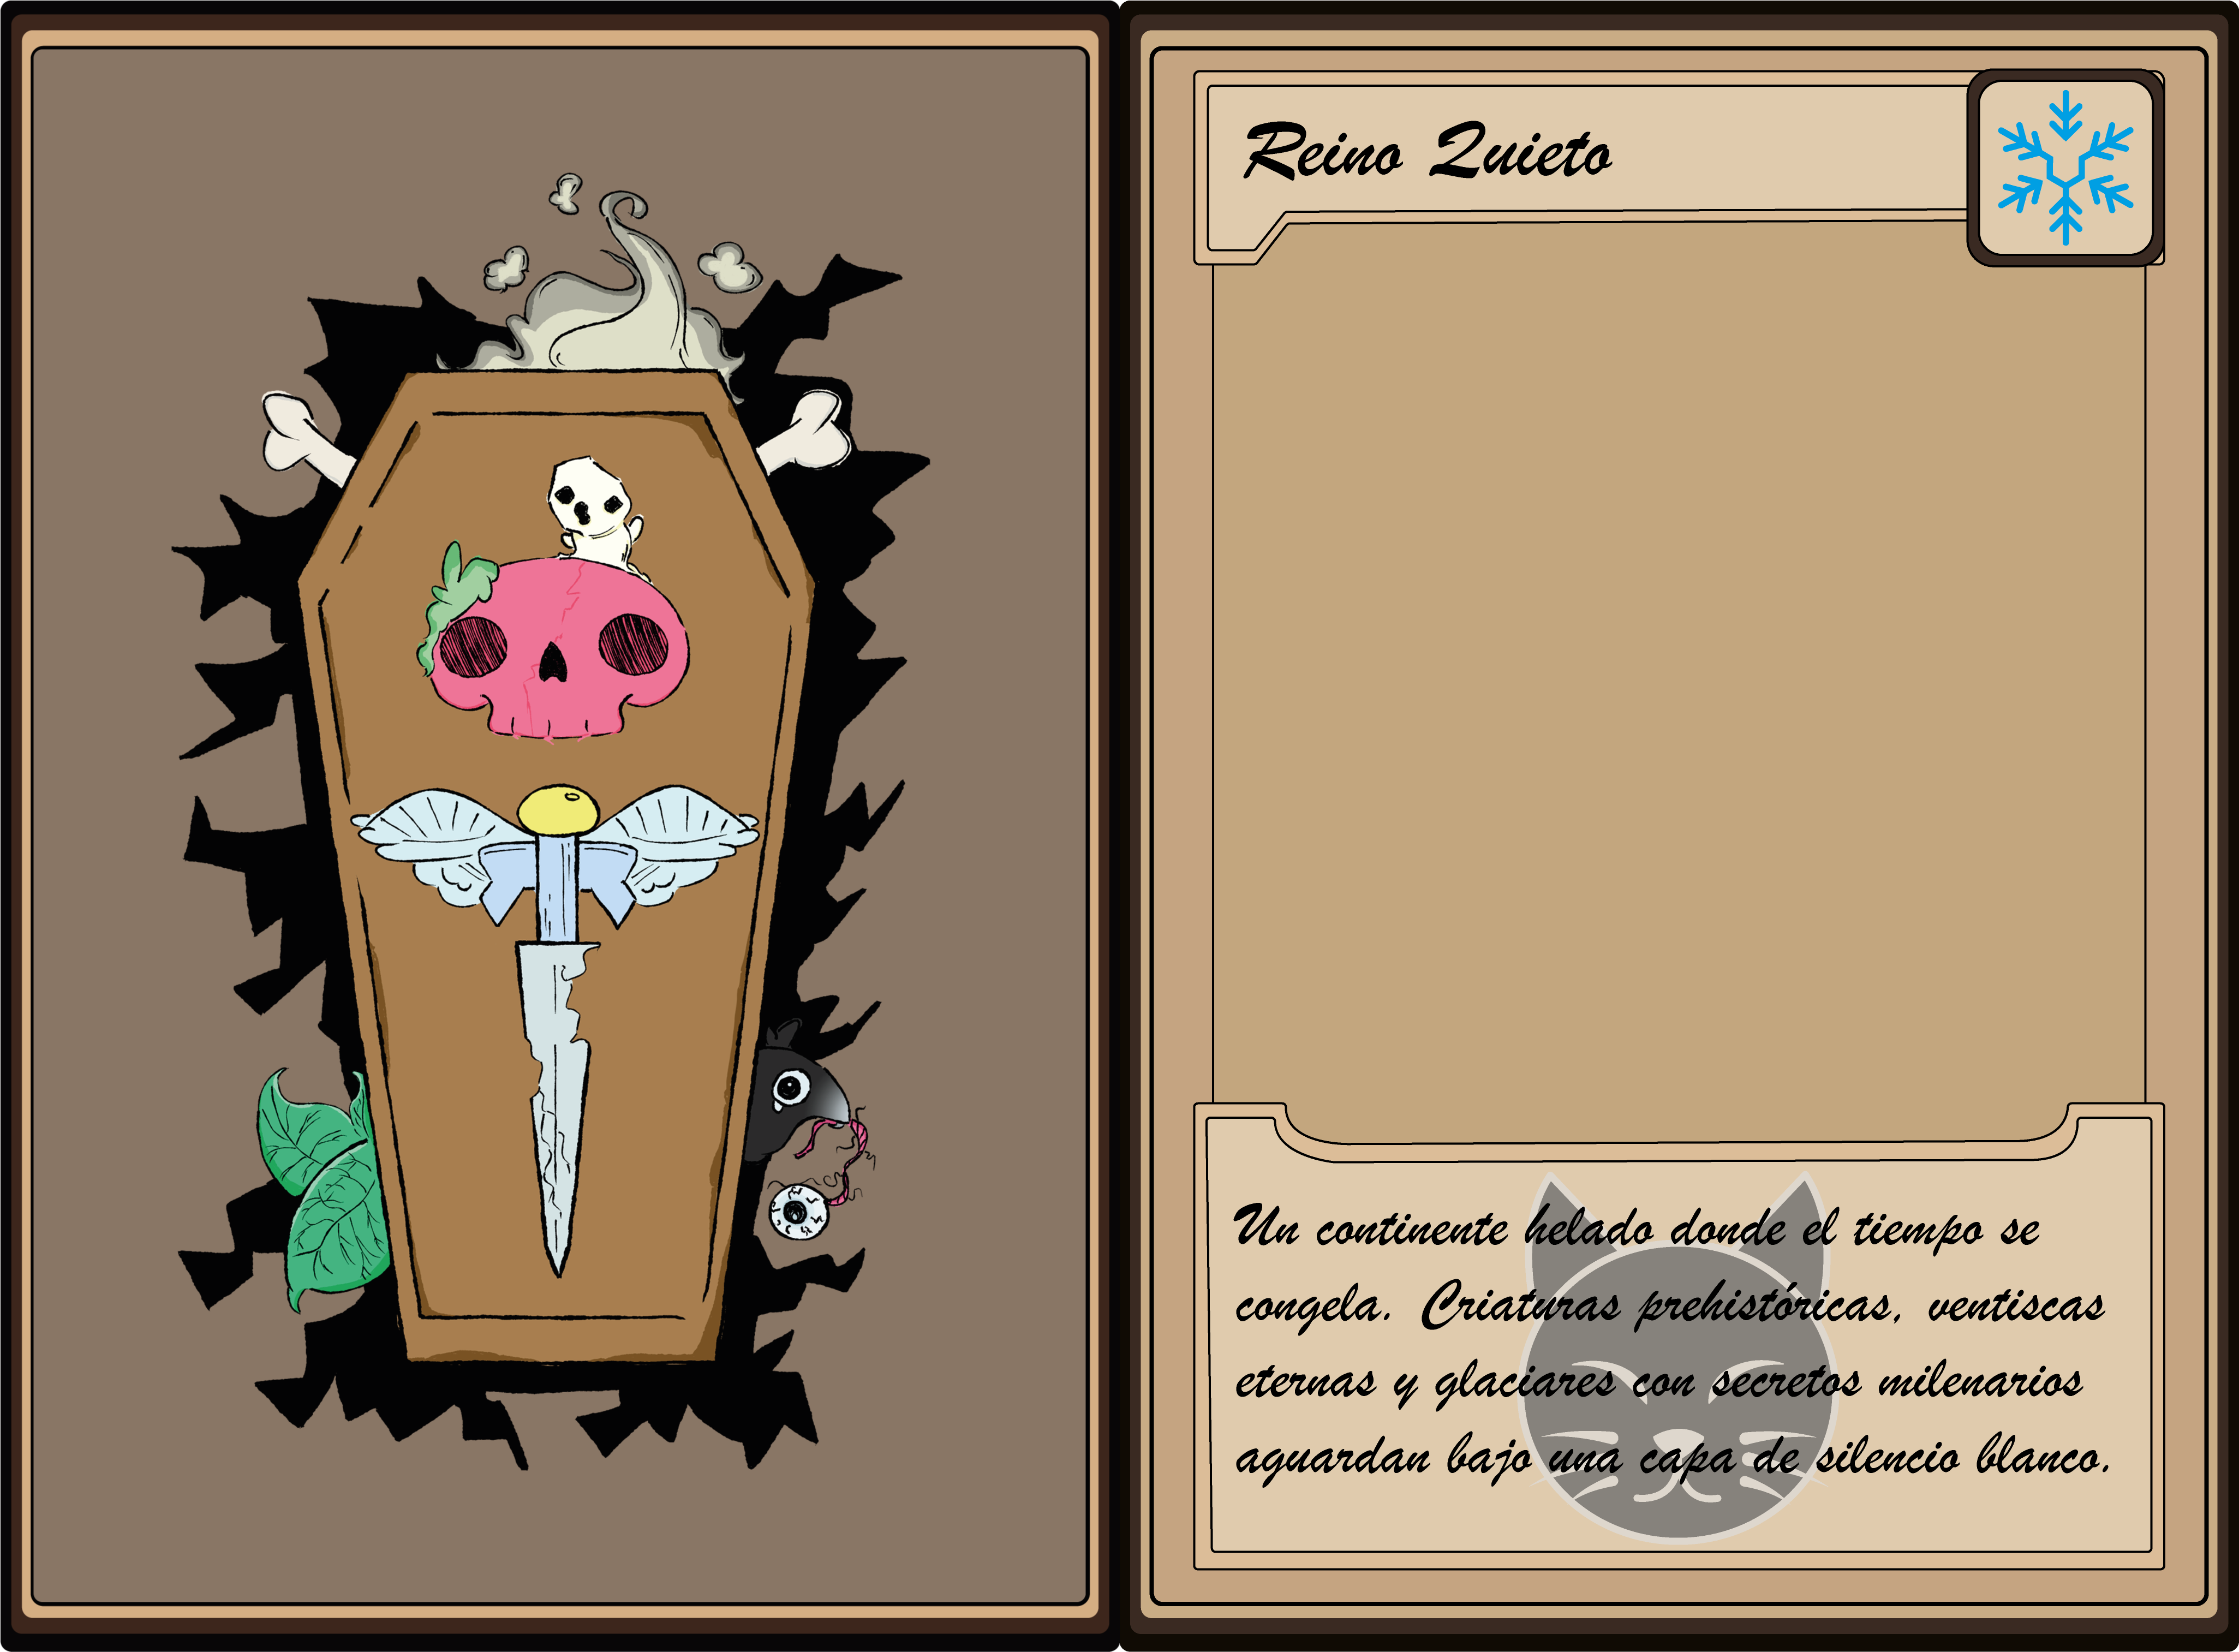 Reino Quieto
Un continente helado donde el tiempo se
congela. Criaturas prehistóricas, ventiscas
eternas y glaciares con secretos milenarios
aguardan bajo una capa de silencio blanco.